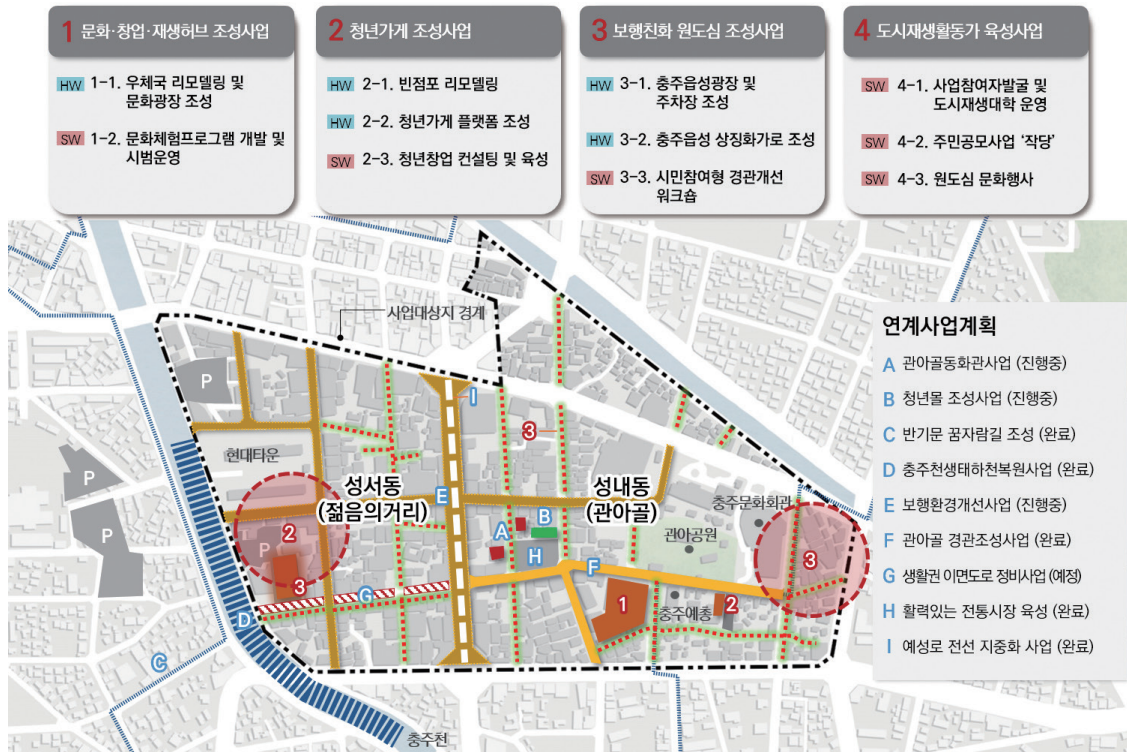 1 문화·창업·재생허브 조성사업
HW 1-1. 우체국 리모델링 및
문화광장 조성
SW 1-2. 문화체험프로그램 개발 및
시범운영
2 청년가게 조성사업
HW 2-1. 빈점포 리모델링
HW 2-2. 청년가게 플랫폼 조성
SW 2-3. 청년창업 컨설팅 및 육성
3 보행친화 원도심 조성사업
HW 3-1. 충주읍성광장 및
주차장 조성
HW 3-2. 충주읍성 상징화가로 조성
SW 3-3. 시민참여형 경관개선
워크숍
4 도시재생활동가 육성사업
SW 4-1. 사업참여자발굴 및
도시재생대학 운영
SW 4-2. 주민공모사업 '작당'
SW 4-3. 원도심 문화행사
사업대상지 경계
P
I
3
현대타운
P
성서동
(젊음의거리)
E
성내동
(관아골)
충주문화회관
A
B
관아공원
2
P
P
H
F
3
3
G
1
충주예총
2
D
C
충주천
연계사업계획
A 관아골동화관사업 (진행중)
B 청년몰 조성사업 (진행중)
C 반기문 꿈자람길 조성 (완료)
D 충주천생태하천복원사업 (완료)
E 보행환경개선사업 (진행중)
F 관아골 경관조성사업 (완료)
G 생활권 이면도로 정비사업 (예정)
H 활력있는 전통시장 육성 (완료)
I 예성로 전선 지중화 사업 (완료)